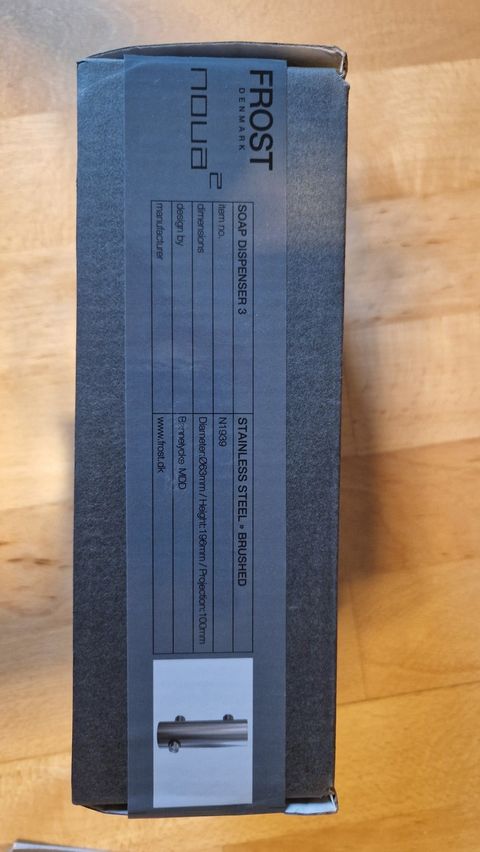 FROST
DENMARK
nova2
SOAP DISPENSER 3 STAINLESS STEEL • BRUSHED
item no. N1939
dimensions Diameter:Ø63mm / Height:196mm / Projection:100mm
design by MDD
manufacturer www.frost.dk